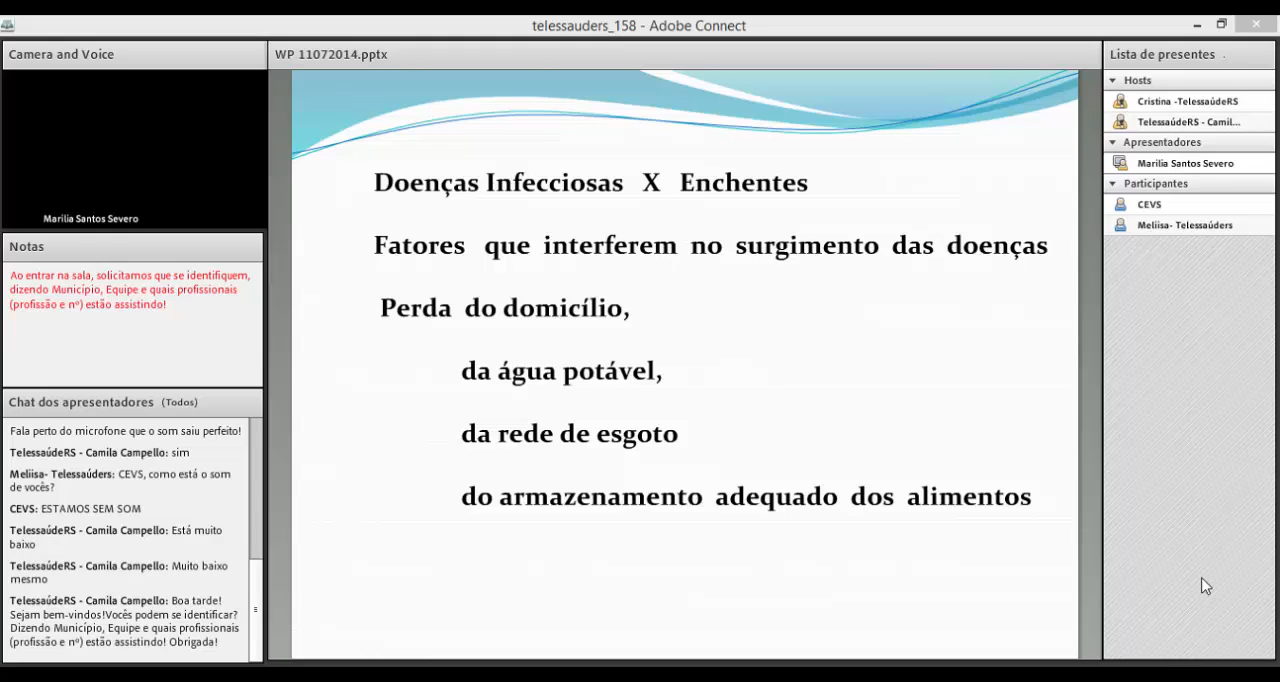 telessauders_158 - Adobe Connect
Camera and Voice
Marilia Santos Severo
Notas
Ao entrar na sala, solicitamos que se identifiquem,
dizendo Município, Equipe e quais profissionais
(profissão e nº) estão assistindo!
Chat dos apresentadores (Todos)
Fala perto do microfone que o som saiu perfeito!
TelessaúdeRS - Camila Campello: sim
Meliisa- Telessaúders: CEVS, como está o som
de vocês?
CEVS: ESTAMOS SEM SOM
TelessaúdeRS - Camila Campello: Está muito
baixo
TelessaúdeRS - Camila Campello: Muito baixo
mesmo
TelessaúdeRS - Camila Campello: Boa tarde!
Sejam bem-vindos!Vocês podem se identificar?
Dizendo Município, Equipe e quais profissionais
(profissão e nº) estão assistindo! Obrigada!
WP 11072014.pptx
Doenças Infecciosas X Enchentes
Fatores que interferem no surgimento das doenças
Perda do domicílio,
da água potável,
da rede de esgoto
do armazenamento adequado dos alimentos
Lista de presentes
Hosts
Cristina -TelessaúdeRS
TelessaúdeRS - Camil...
Apresentadores
Marilia Santos Severo
Participantes
CEVS
Meliisa- Telessaúders